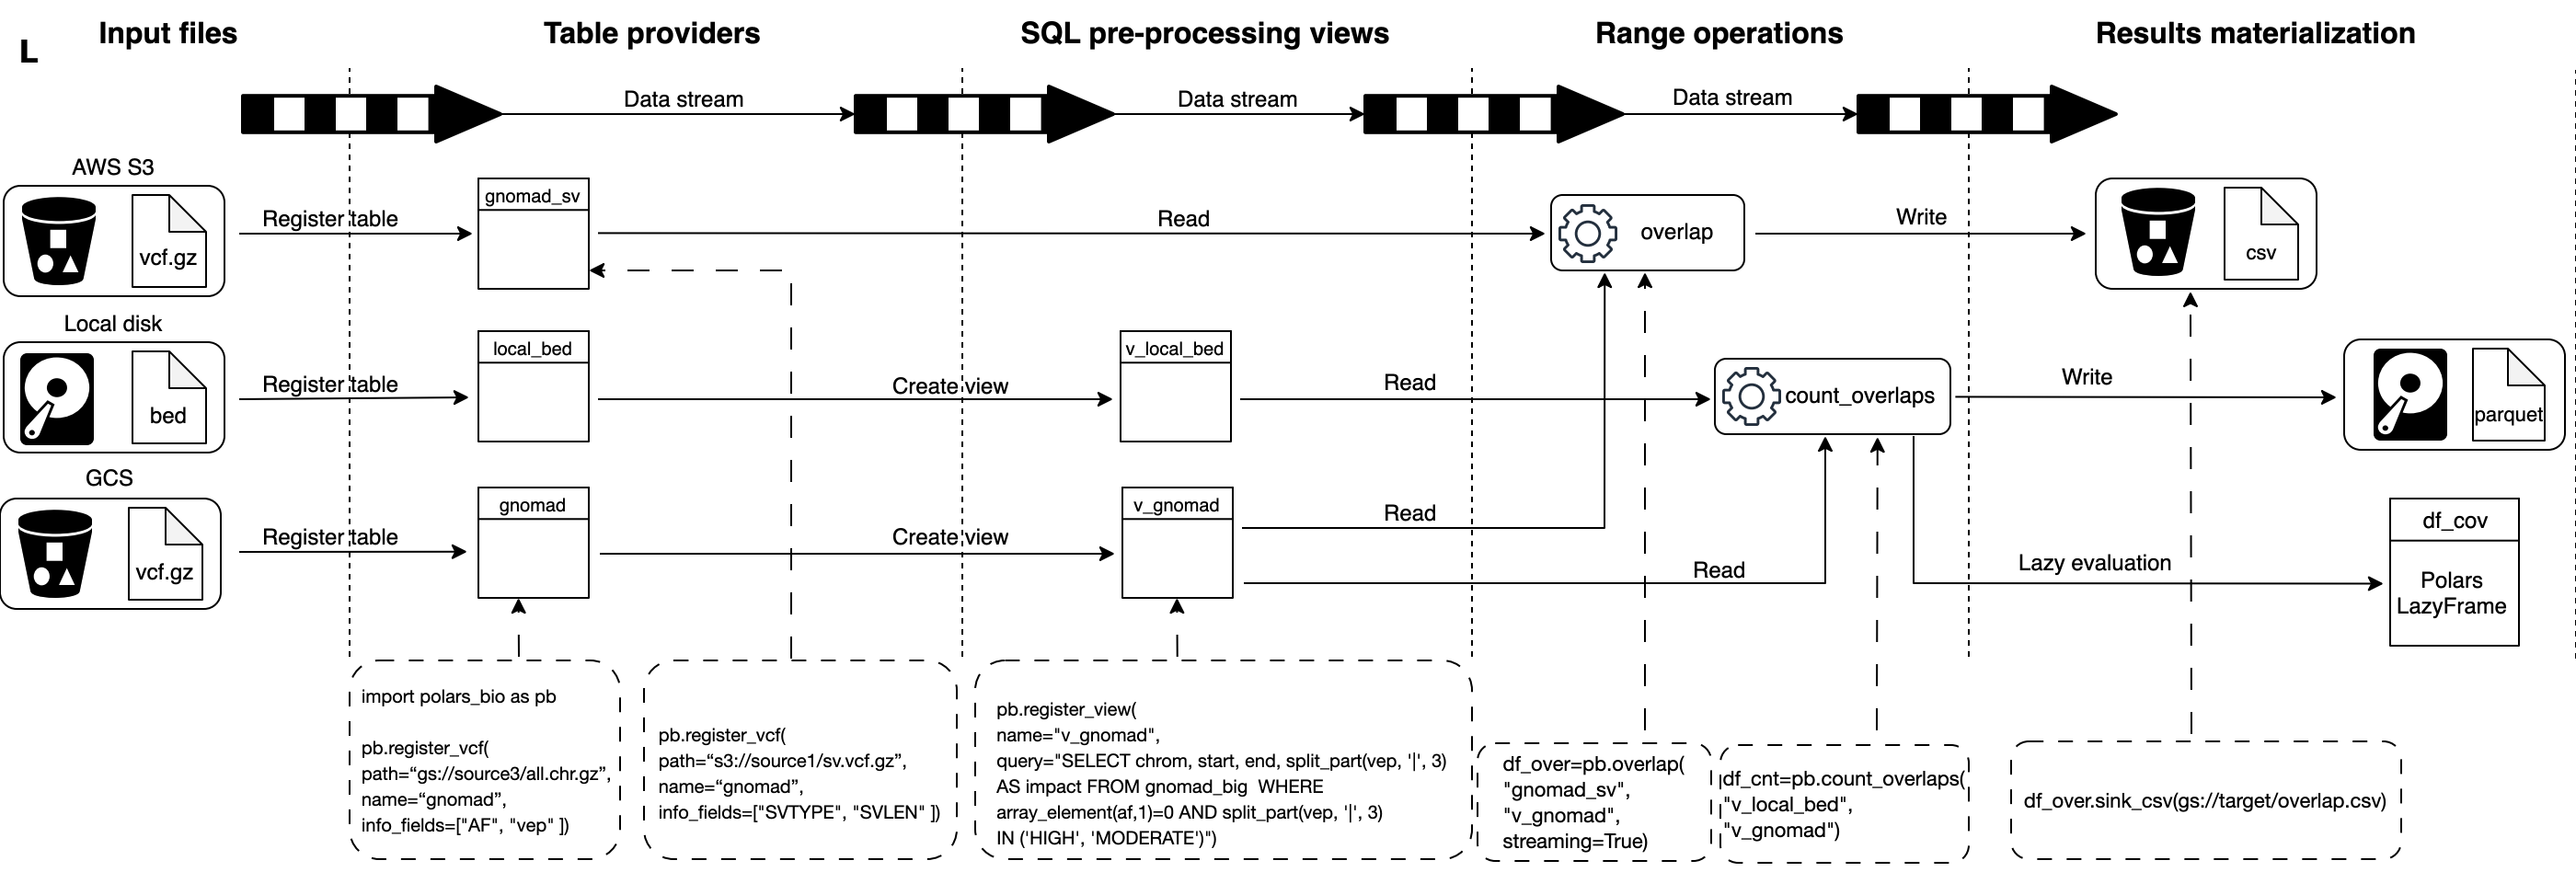 L
Input files
Table providers
SQL pre-processing views
Range operations
Results materialization
Data stream
Data stream
Data stream
AWS S3
vcf.gz
Register table
gnomad_sv
Read
overlap
Write
csv
Local disk
bed
Register table
local_bed
Create view
v_local_bed
Read
count_overlaps
Write
parquet
GCS
vcf.gz
Register table
gnomad
Create view
v_gnomad
Read
Read
Lazy evaluation
df_cov
Polars
LazyFrame
import polars_bio as pb
pb.register_vcf(
path=“gs://source3/all.chr.gz”,
name=“gnomad”,
info_fields=["AF", "vep" ])
pb.register_vcf(
path=“s3://source1/sv.vcf.gz”,
name=“gnomad”,
info_fields=["SVTYPE", "SVLEN" ])
pb.register_view(
name="v_gnomad",
query="SELECT chrom, start, end, split_part(vep, '|', 3)
AS impact FROM gnomad_big  WHERE
array_element(af,1)=0 AND split_part(vep, '|', 3)
IN ('HIGH', 'MODERATE')")
df_over=pb.overlap(
"gnomad_sv",
"v_gnomad",
streaming=True)
df_cnt=pb.count_overlaps(
"v_local_bed",
"v_gnomad")
df_over.sink_csv(gs://target/overlap.csv)